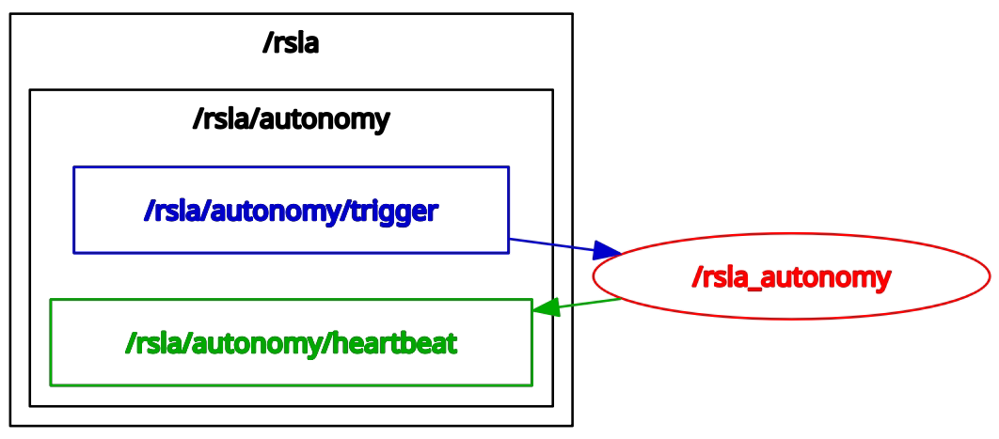 /rsla
/rsla/autonomy
/rsla/autonomy/trigger
/rsla_autonomy
/rsla/autonomy/heartbeat